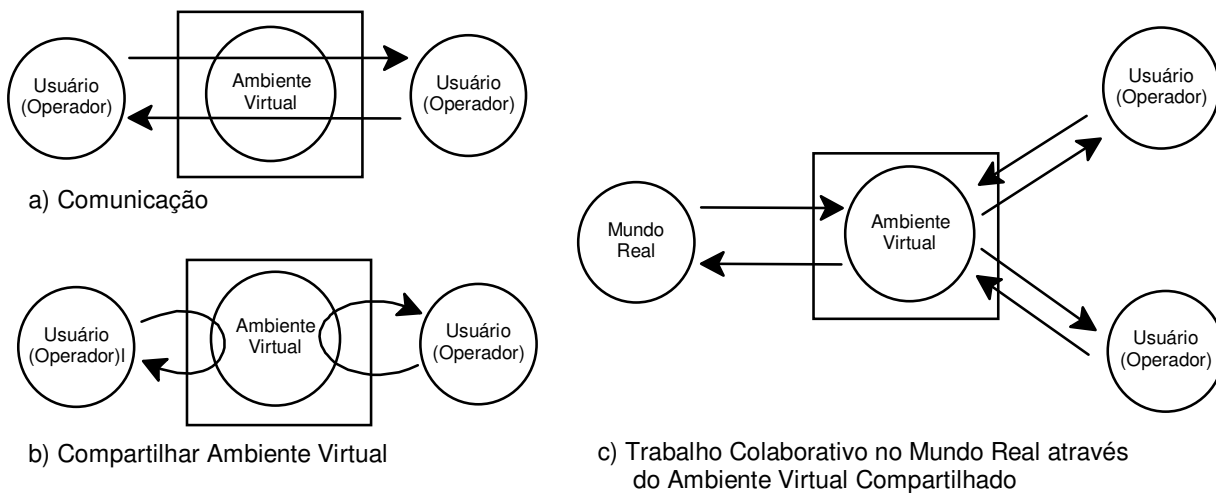 Usuário
(Operador)
Ambiente
Virtual
Usuário
(Operador)
a) Comunicação
Usuário
(Operador)l
Ambiente
Virtual
Usuário
(Operador)
b) Compartilhar Ambiente Virtual
Mundo
Real
Ambiente
Virtual
Usuário
(Operador)
Usuário
(Operador)
c) Trabalho Colaborativo no Mundo Real através
do Ambiente Virtual Compartilhado